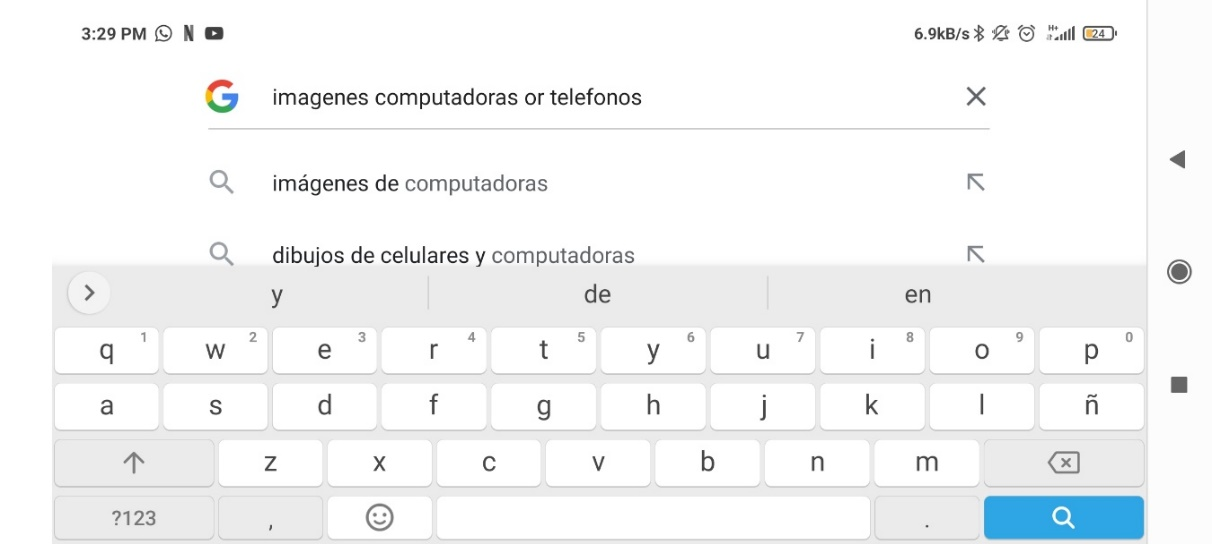 3:29 PM N 6.9kB/s H+ 24
imagenes computadoras or telefonos
imágenes de computadoras
dibujos de celulares y computadoras
y de en
q 1 w 2 e 3 r 4 t 5 y 6 u 7 i 8 o 9 p 0
a s d f g h j k l ñ
z x c v b n m
?123 , .